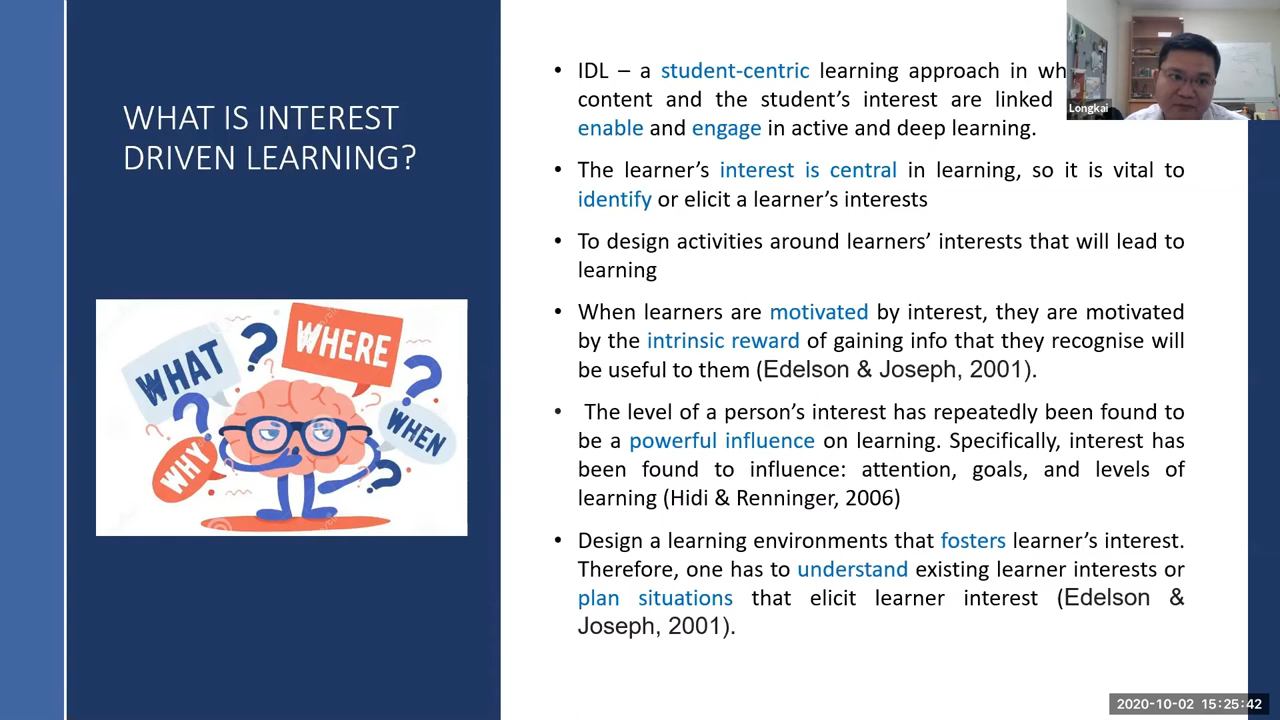 WHAT IS INTEREST
DRIVEN LEARNING?
WHAT
WHERE
WHY
WHEN
• IDL – a student-centric learning approach in wh
content and the student’s interest are linked
enable and engage in active and deep learning.
• The learner’s interest is central in learning, so it is vital to
identify or elicit a learner’s interests
• To design activities around learners’ interests that will lead to
learning
• When learners are motivated by interest, they are motivated
by the intrinsic reward of gaining info that they recognise will
be useful to them (Edelson & Joseph, 2001).
• The level of a person’s interest has repeatedly been found to
be a powerful influence on learning. Specifically, interest has
been found to influence: attention, goals, and levels of
learning (Hidi & Renninger, 2006)
• Design a learning environments that fosters learner’s interest.
Therefore, one has to understand existing learner interests or
plan situations that elicit learner interest (Edelson &
Joseph, 2001).
Longkai
2020-10-02 15:25:42